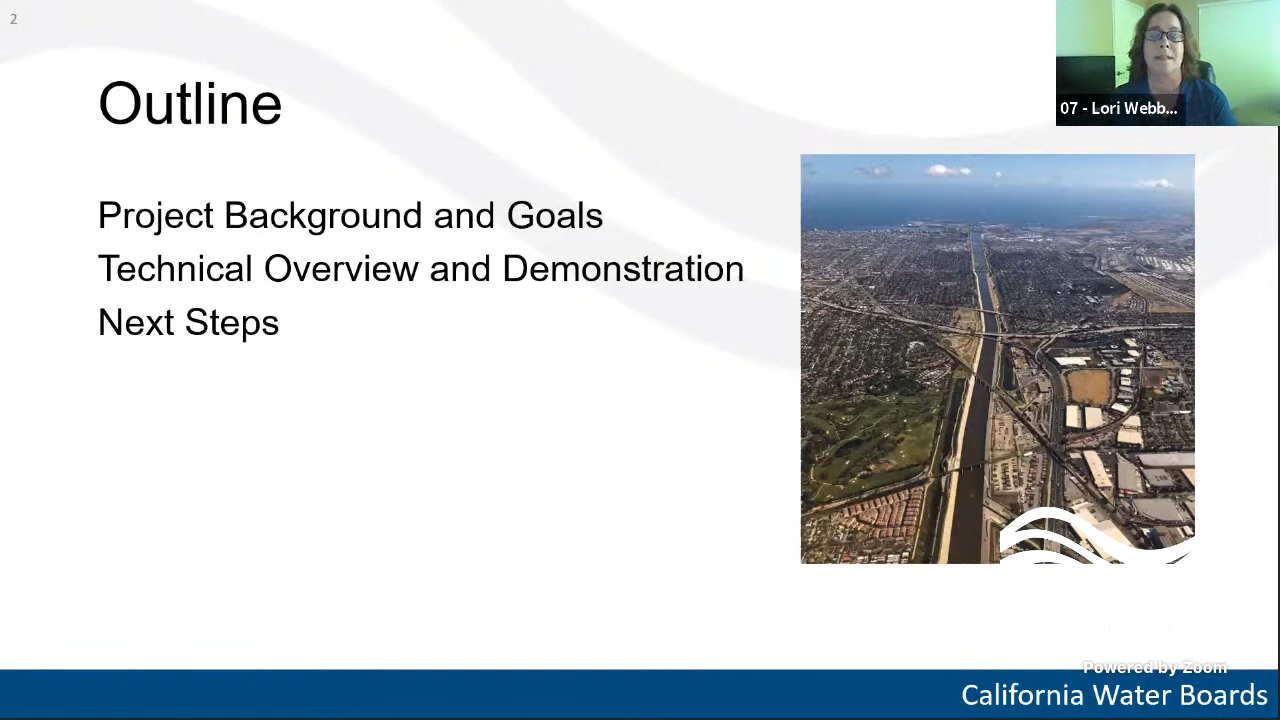 2
Outline
07 - Lori Webb...
Project Background and Goals
Technical Overview and Demonstration
Next Steps
Powered by Zoom
California Water Boards